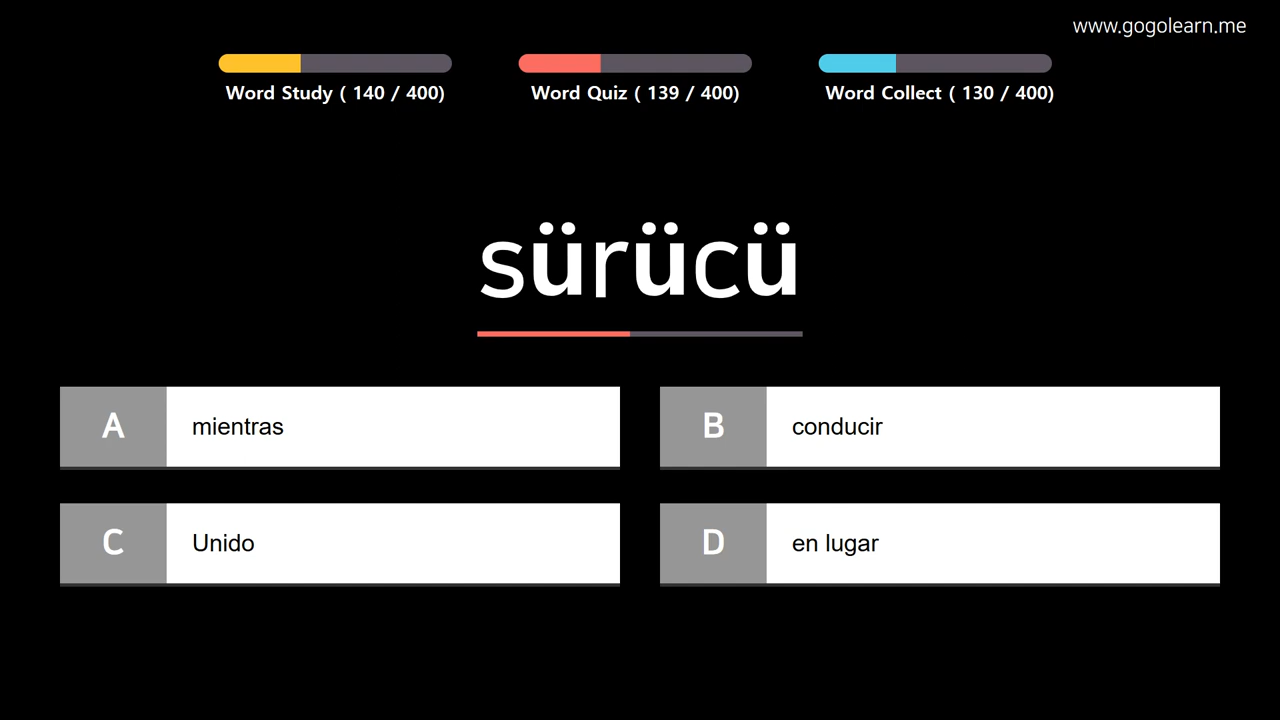 www.gogolearn.me
Word Study ( 140 / 400)
Word Quiz ( 139 / 400)
Word Collect ( 130 / 400)
sürücü
A mientras
B conducir
C Unido
D en lugar